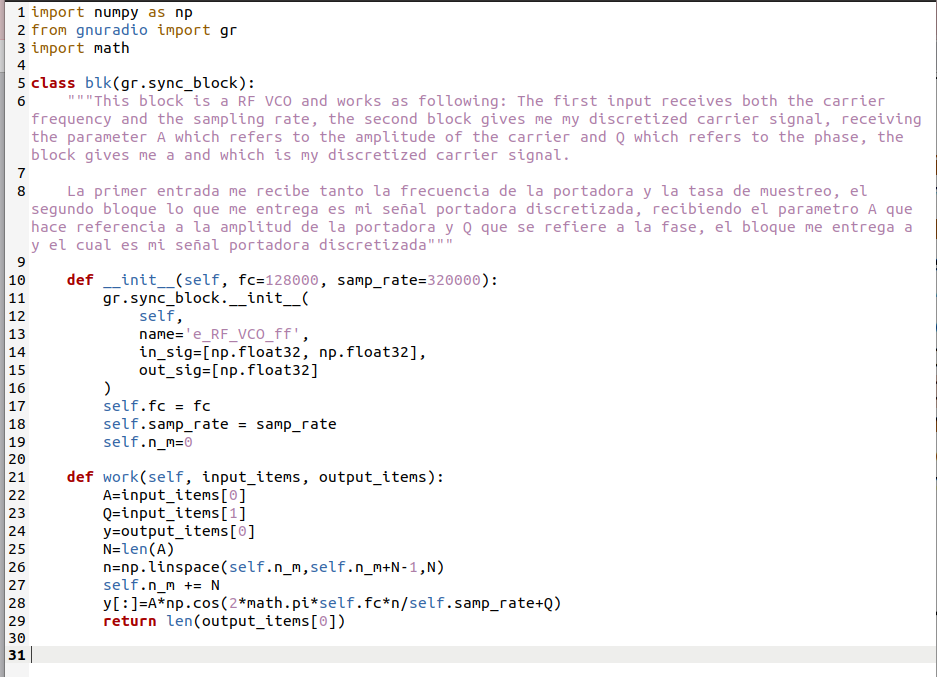 1 import numpy as np
2 from gnuradio import gr
3 import math
4
5 class blk(gr.sync_block):
6     """This block is a RF VCO and works as following: The first input receives both the carrier
frequency and the sampling rate, the second block gives me my discretized carrier signal, receiving
the parameter A which refers to the amplitude of the carrier and Q which refers to the phase, the
block gives me a and which is my discretized carrier signal.
7
8     La primer entrada me recibe tanto la frecuencia de la portadora y la tasa de muestreo, el
segundo bloque lo que me entrega es mi señal portadora discretizada, recibiendo el parametro A que
hace referencia a la amplitud de la portadora y Q que se refiere a la fase, el bloque me entrega a
y el cual es mi señal portadora discretizada"""
9
10     def __init__(self, fc=128000, samp_rate=320000):
11         gr.sync_block.__init__(
12             self,
13             name='e_RF_VCO_ff',
14             in_sig=[np.float32, np.float32],
15             out_sig=[np.float32]
16         )
17         self.fc = fc
18         self.samp_rate = samp_rate
19         self.n_m=0
20
21     def work(self, input_items, output_items):
22         A=input_items[0]
23         Q=input_items[1]
24         y=output_items[0]
25         N=len(A)
26         n=np.linspace(self.n_m,self.n_m+N-1,N)
27         self.n_m += N
28         y[:]=A*np.cos(2*math.pi*self.fc*n/self.samp_rate+Q)
29         return len(output_items[0])
30
31